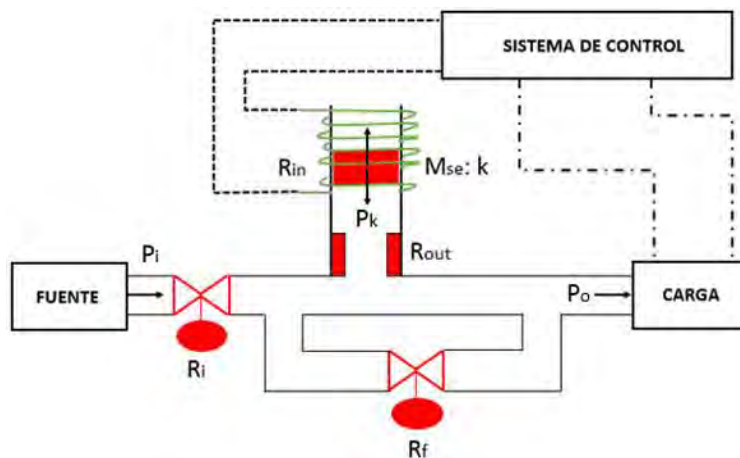 SISTEMA DE CONTROL
Rin
Mse: k
Pk
Rout
Pi
FUENTE
Po
CARGA
Ri
Rf